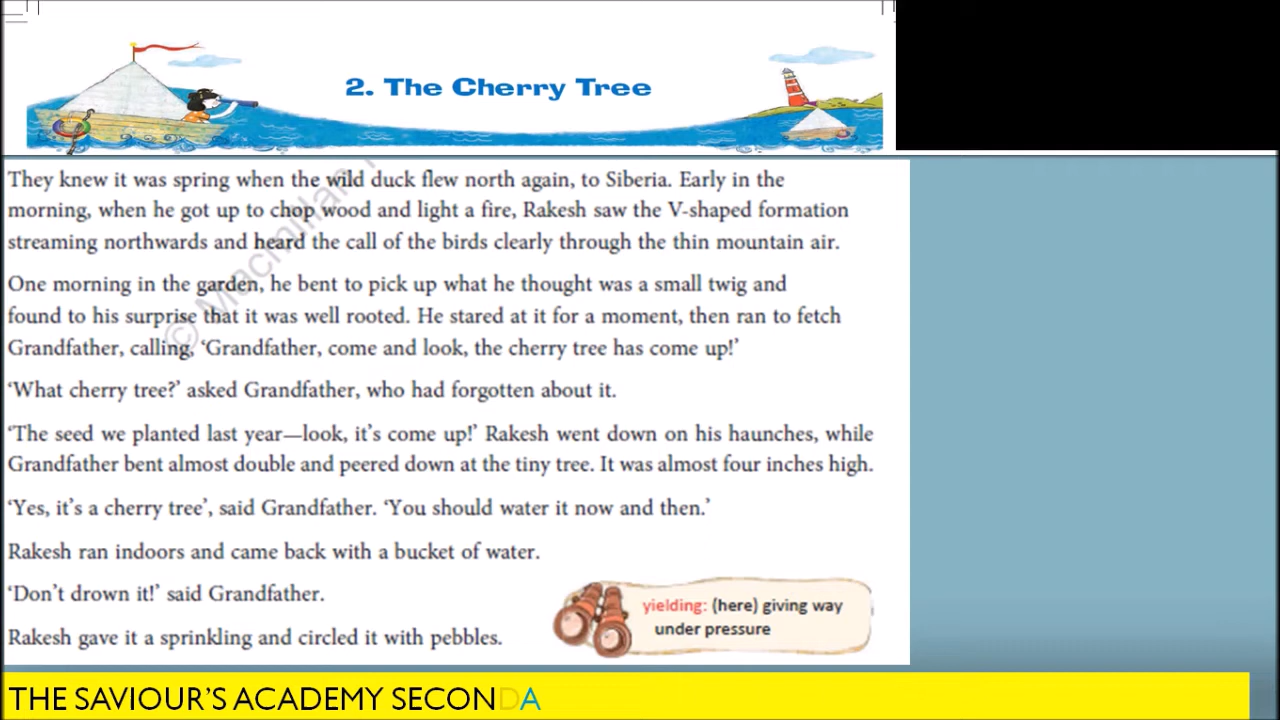 2. The Cherry Tree
They knew it was spring when the wild duck flew north again, to Siberia. Early in the
morning, when he got up to chop wood and light a fire, Rakesh saw the V-shaped formation
streaming northwards and heard the call of the birds clearly through the thin mountain air.
One morning in the garden, he bent to pick up what he thought was a small twig and
found to his surprise that it was well rooted. He stared at it for a moment, then ran to fetch
Grandfather, calling, ‘Grandfather, come and look, the cherry tree has come up!’
‘What cherry tree?’ asked Grandfather, who had forgotten about it.
‘The seed we planted last year—look, it’s come up!’ Rakesh went down on his haunches, while
Grandfather bent almost double and peered down at the tiny tree. It was almost four inches high.
‘Yes, it’s a cherry tree’, said Grandfather. ‘You should water it now and then.’
Rakesh ran indoors and came back with a bucket of water.
‘Don’t drown it!’ said Grandfather.
Rakesh gave it a sprinkling and circled it with pebbles.
yielding: (here) giving way
under pressure
© Macmillan
THE SAVIOUR’S ACADEMY SECONDA